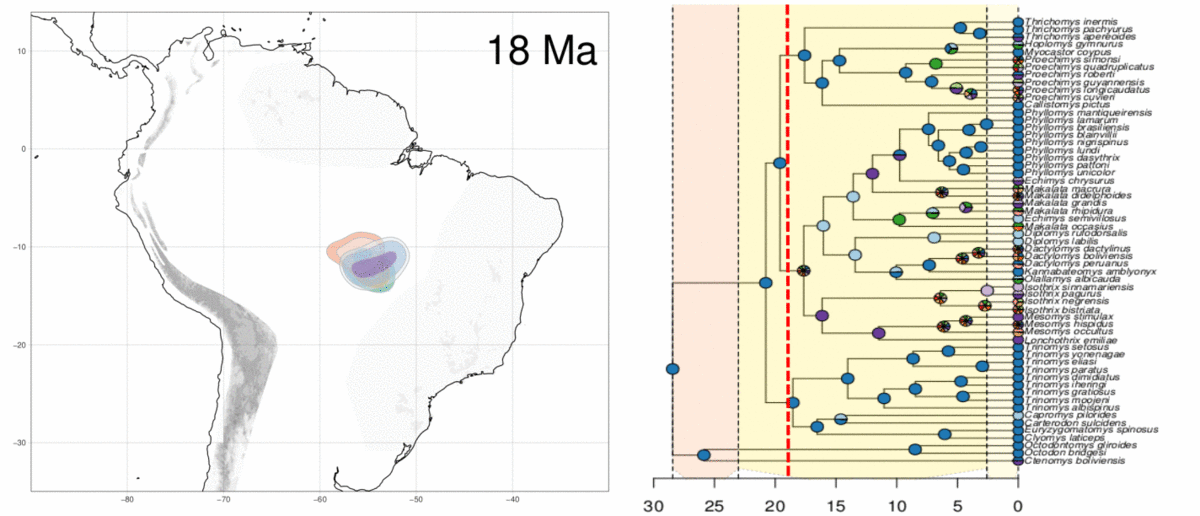 18 Ma
10
0
−10
−20
−30
−80
−70
−60
−50
−40
Thrichomys inermis
Thrichomys pachyurus
Thrichomys apereoides
Hoplomys gymnurus
Myocastor coypus
Proechimys simonsi
Proechimys quadruplicatus
Proechimys roberti
Proechimys guyannensis
Proechimys longicaudatus
Proechimys cuvieri
Callistomys pictus
Phyllomys mantiqueirensis
Phyllomys lamarum
Phyllomys brasiliensis
Phyllomys blainvillii
Phyllomys nigrispinus
Phyllomys lundi
Phyllomys dasythrix
Phyllomys pattoni
Phyllomys unicolor
Echimys chrysurus
Makalata macrura
Makalata didelphoides
Makalata grandis
Makalata rhipidura
Echimys semivillosus
Makalata occasius
Diplomys rufodorsalis
Diplomys labilis
Dactylomys dactylinus
Dactylomys boliviensis
Dactylomys peruanus
Kannabateomys amblyonyx
Olallamys albicauda
Isothrix sinnamariensis
Isothrix pagurus
Isothrix negrensis
Isothrix bistriata
Mesomys stimulax
Mesomys hispidus
Mesomys occultus
Lonchothrix emiliae
Trinomys setosus
Trinomys yonenagae
Trinomys eliasi
Trinomys paratus
Trinomys dimidiatus
Trinomys iheringi
Trinomys gratiosus
Trinomys moojeni
Trinomys albispinus
Capromys pilorides
Carterodon sulcidens
Euryzygomatomys spinosus
Clyomys laticeps
Octodontomys gliroides
Octodon bridgesi
Ctenomys boliviensis
30 25 20 15 10 5 0